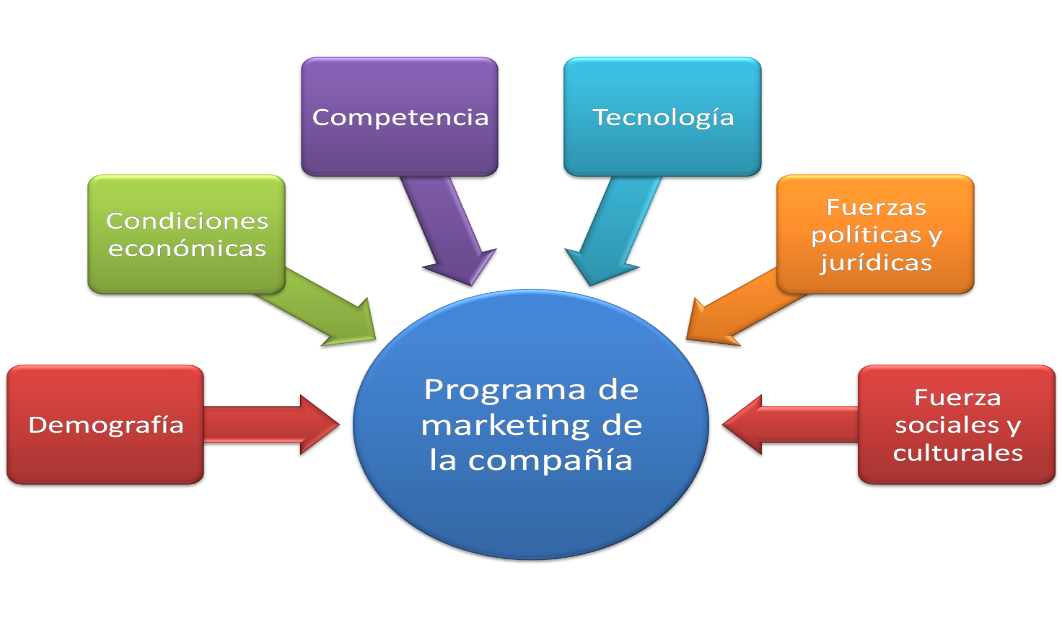 Competencia
Tecnología
Condiciones
económicas
Fuerzas
políticas y
jurídicas
Demografía
Programa de
marketing de
la compañía
Fuerza
sociales y
culturales